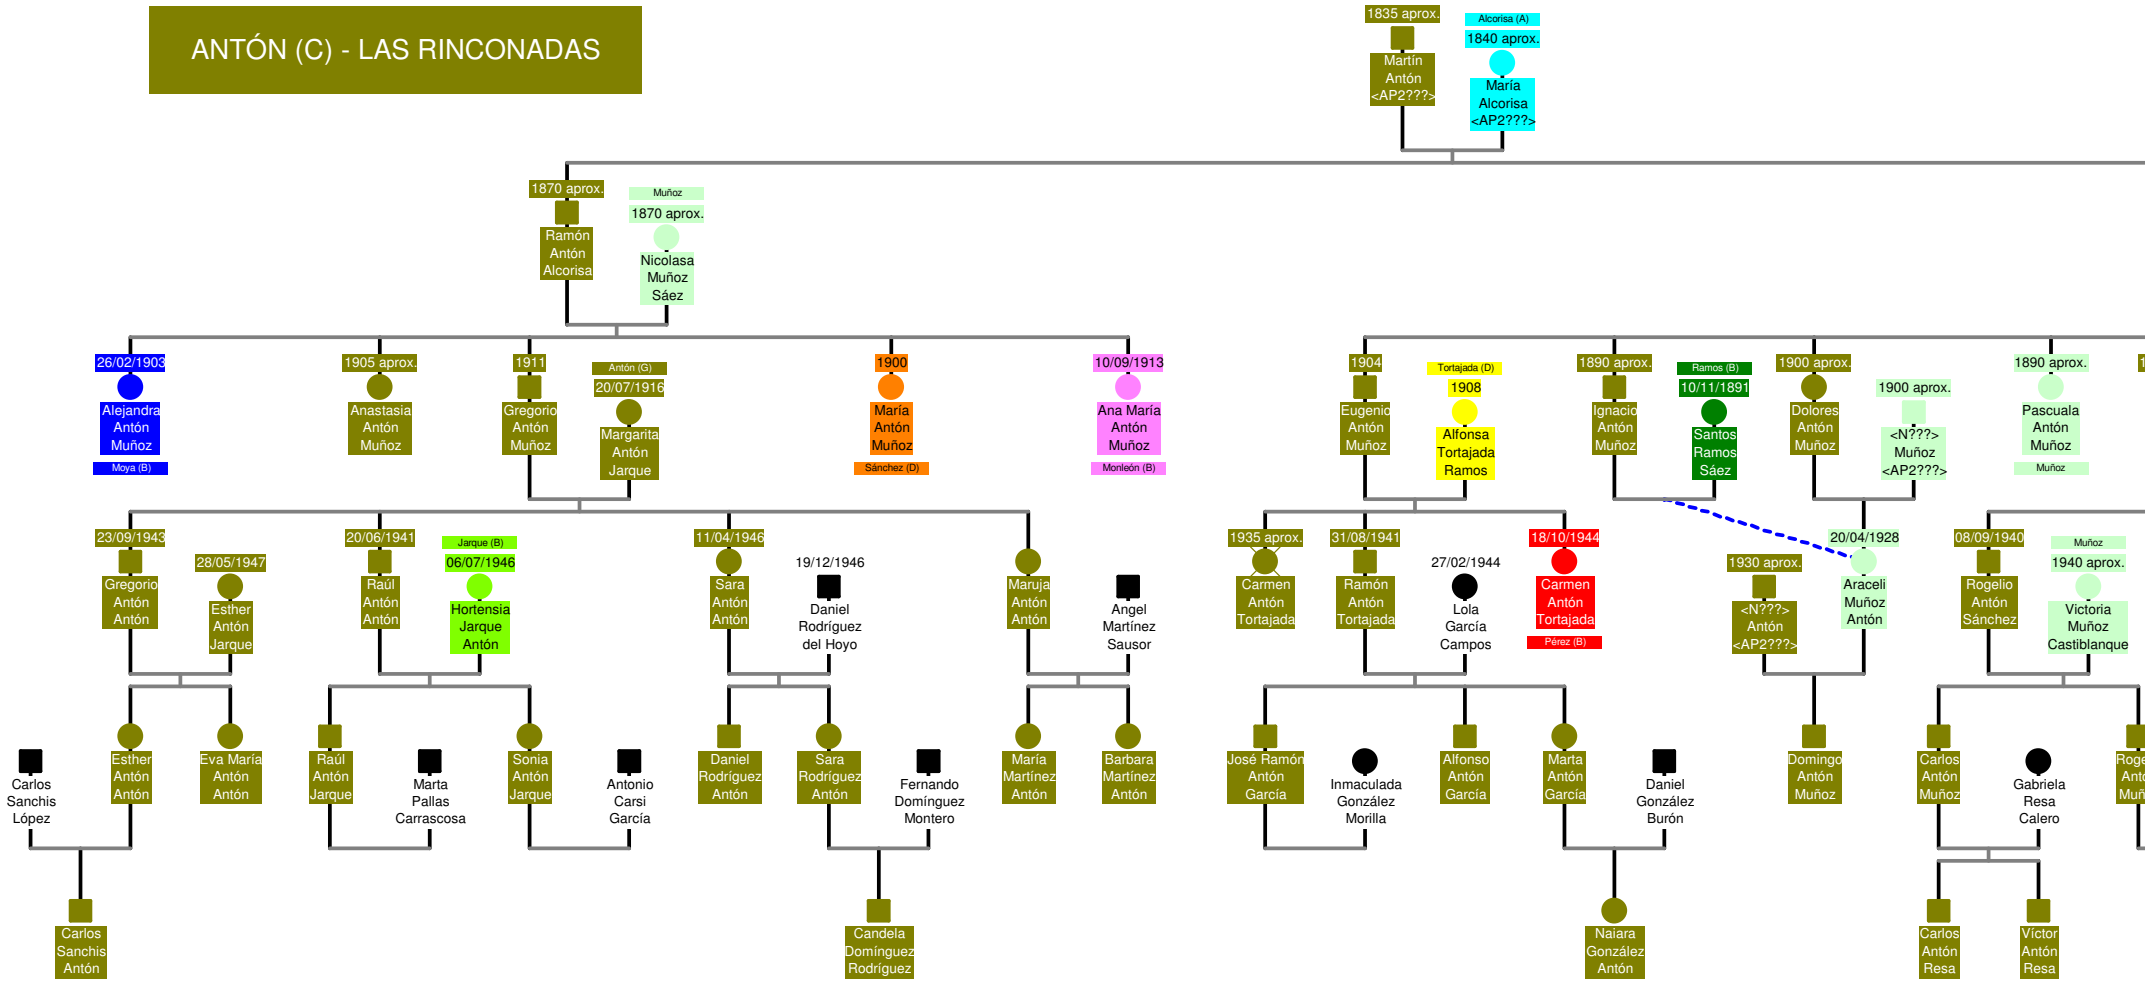 ANTÓN (C) - LAS RINCONADAS
1835 aprox.
Martín
Antón
<AP2???>
Alcorisa (A)
1840 aprox.
María
Alcorisa
<AP2???>
1870 aprox.
Ramón
Antón
Alcorisa
Muñoz
1870 aprox.
Nicolasa
Muñoz
Sáez
26/02/1903
Alejandra
Antón
Muñoz
Moya (B)
1905 aprox.
Anastasia
Antón
Muñoz
1911
Gregorio
Antón
Muñoz
Antón (G)
20/07/1916
Margarita
Antón
Jarque
1900
María
Antón
Muñoz
Sánchez (D)
10/09/1913
Ana María
Antón
Muñoz
Monleón (B)
1904
Eugenio
Antón
Muñoz
Tortajada (D)
1908
Alfonsa
Tortajada
Ramos
1890 aprox.
Ignacio
Antón
Muñoz
Ramos (B)
10/11/1891
Santos
Ramos
Sáez
1900 aprox.
Dolores
Antón
Muñoz
1900 aprox.
<N???>
Muñoz
<AP2???>
1890 aprox.
Pascuala
Antón
Muñoz
Muñoz
23/09/1943
Gregorio
Antón
Antón
28/05/1947
Esther
Antón
Jarque
20/06/1941
Raúl
Antón
Antón
Jarque (B)
06/07/1946
Hortensia
Jarque
Antón
11/04/1946
Sara
Antón
Antón
19/12/1946
Daniel
Rodríguez
del Hoyo
Maruja
Antón
Antón
Angel
Martínez
Sausor
1935 aprox.
Carmen
Antón
Tortajada
31/08/1941
Ramón
Antón
Tortajada
27/02/1944
Lola
García
Campos
18/10/1944
Carmen
Antón
Tortajada
Pérez (B)
1930 aprox.
<N???>
Antón
<AP2???>
20/04/1928
Araceli
Muñoz
Antón
08/09/1940
Rogelio
Antón
Sánchez
Muñoz
1940 aprox.
Victoria
Muñoz
Castiblanque
Carlos
Sanchis
López
Esther
Antón
Antón
Eva María
Antón
Antón
Raúl
Antón
Jarque
Marta
Pallas
Carrascosa
Sonia
Antón
Jarque
Antonio
Carsi
García
Daniel
Rodríguez
Antón
Sara
Rodríguez
Antón
Fernando
Domínguez
Montero
María
Martínez
Antón
Barbara
Martínez
Antón
José Ramón
Antón
García
Inmaculada
González
Morilla
Alfonso
Antón
García
Marta
Antón
García
Daniel
González
Burón
Domingo
Antón
Muñoz
Carlos
Antón
Muñoz
Gabriela
Resa
Calero
Carlos
Sanchis
Antón
Candela
Domínguez
Rodríguez
Naiara
González
Antón
Carlos
Antón
Resa
Víctor
Antón
Resa